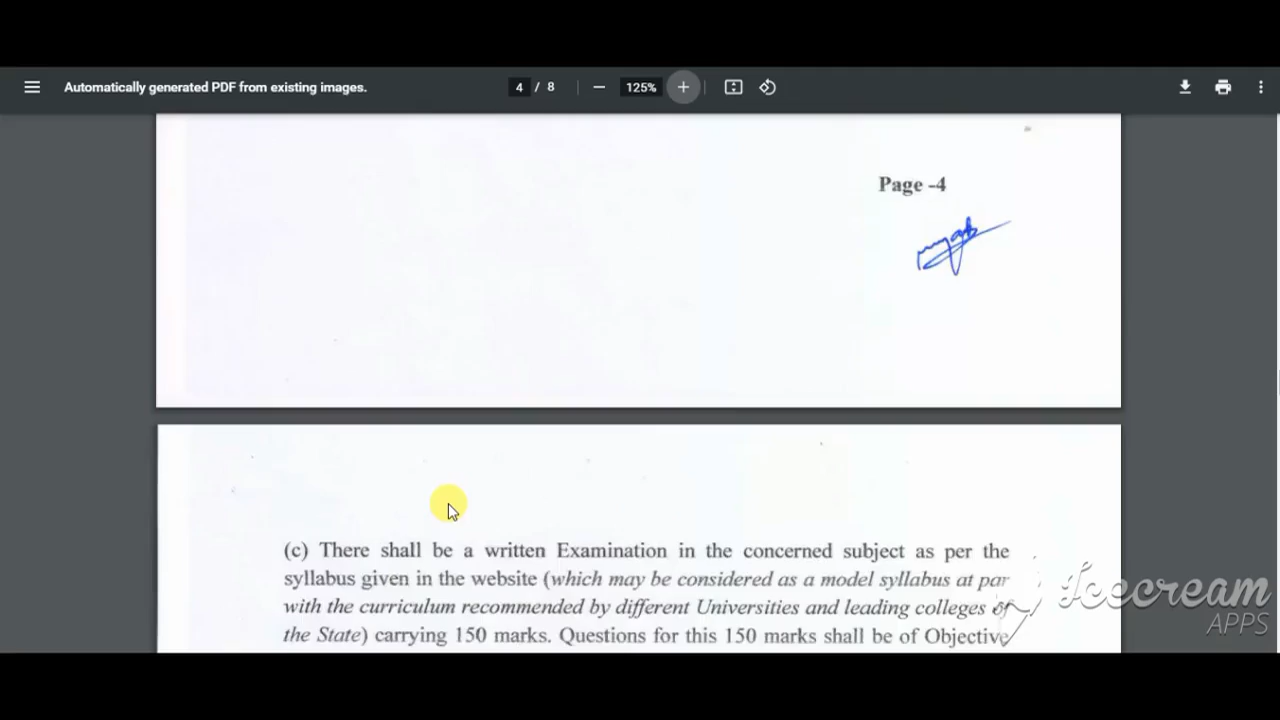 Automatically generated PDF from existing images.
4 / 8
125%
Page -4
(c) There shall be a written Examination in the concerned subject as per the
syllabus given in the website (which may be considered as a model syllabus at par
with the curriculum recommended by different Universities and leading colleges of
the State) carrying 150 marks. Questions for this 150 marks shall be of Objective
Icecream
APPS